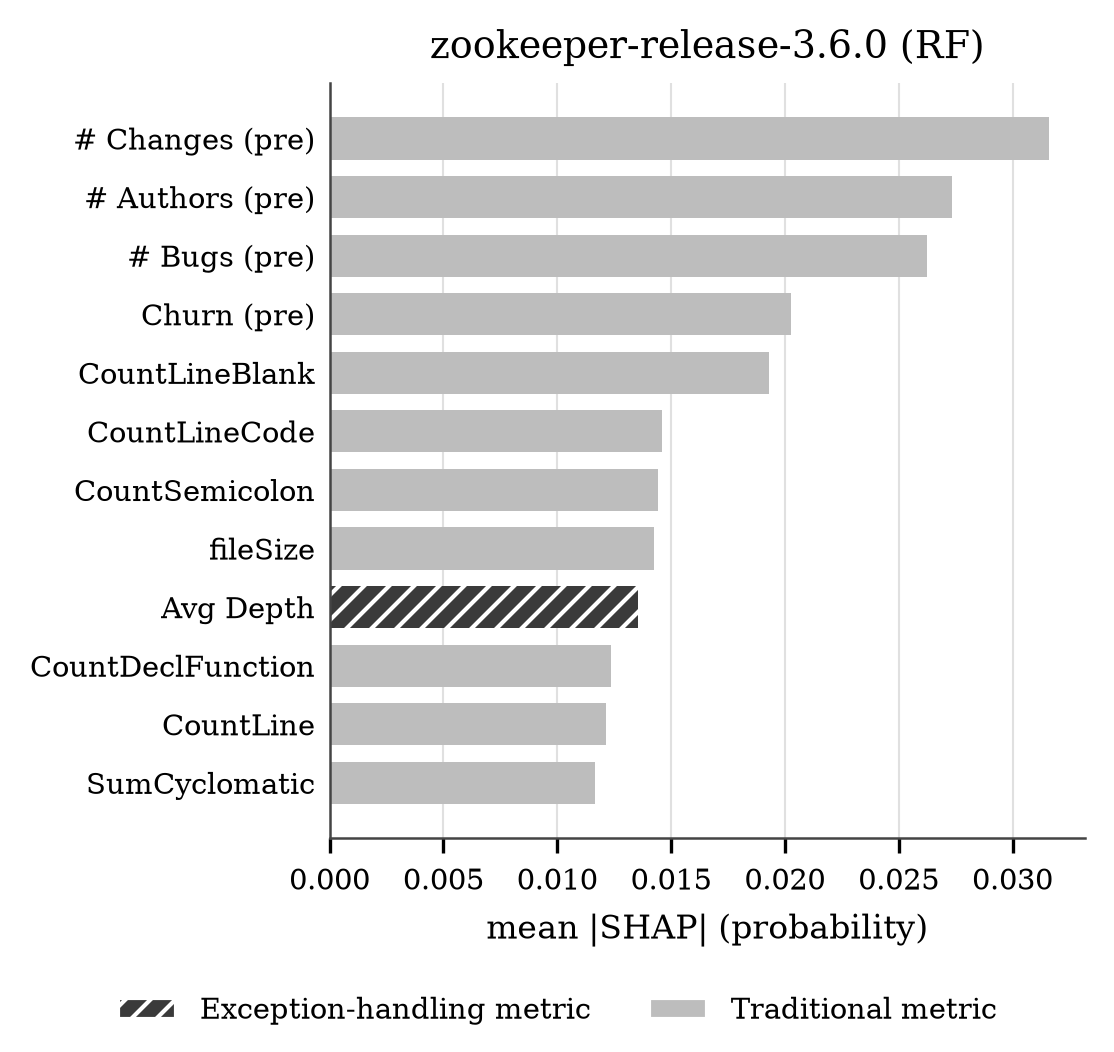 zookeeper-release-3.6.0 (RF)
# Changes (pre)
# Authors (pre)
# Bugs (pre)
Churn (pre)
CountLineBlank
CountLineCode
CountSemicolon
fileSize
Avg Depth
CountDeclFunction
CountLine
SumCyclomatic
0.000 0.005 0.010 0.015 0.020 0.025 0.030
mean |SHAP| (probability)
Exception-handling metric Traditional metric